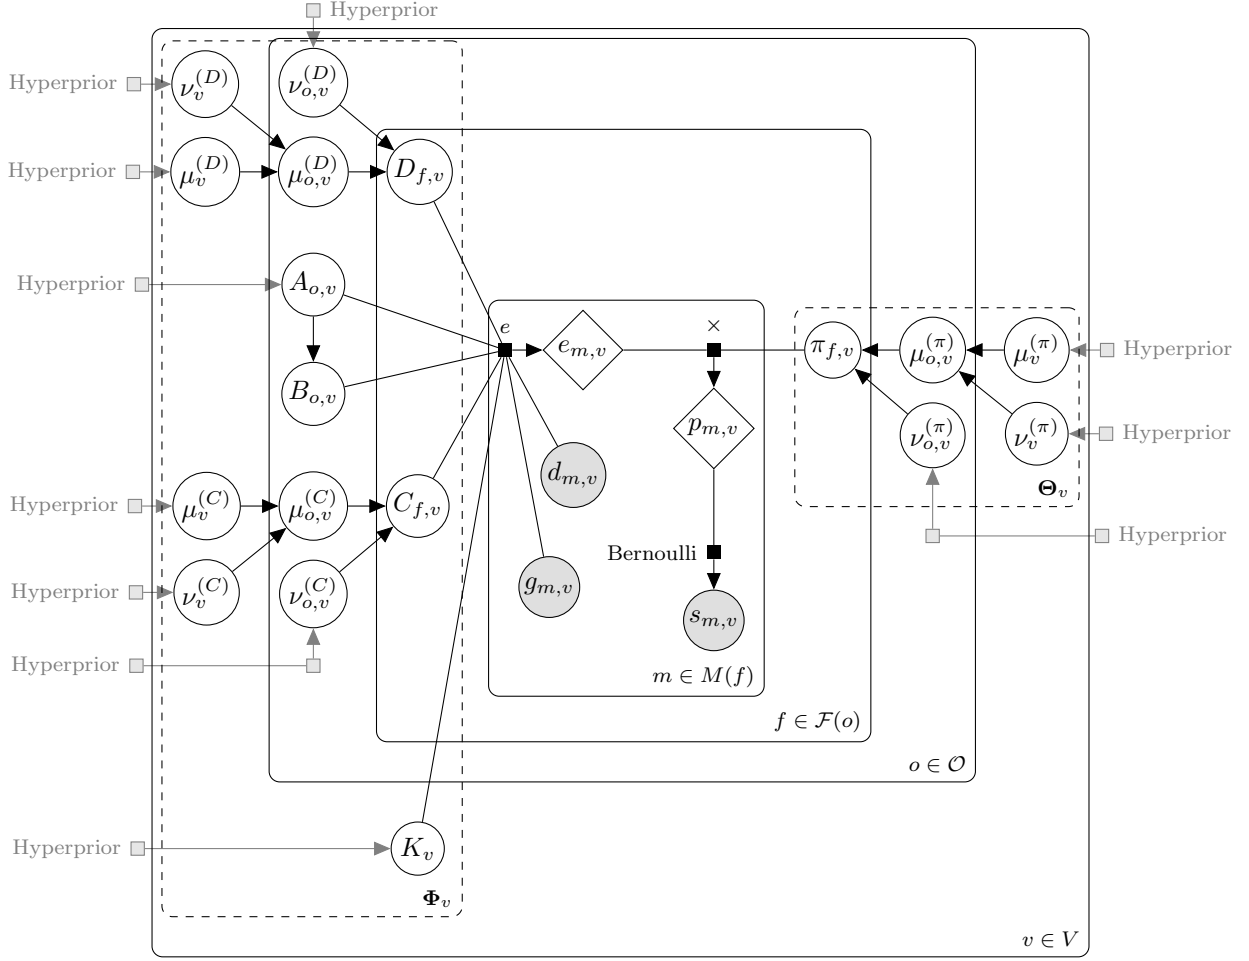 Hyperprior
Hyperprior ν_v^(D) ν_{o,v}^(D)
Hyperprior μ_v^(D) μ_{o,v}^(D) D_{f,v}
Hyperprior A_{o,v}
e ×
e_{m,v} π_{f,v} μ_{o,v}^(π) μ_v^(π) Hyperprior
B_{o,v}
p_{m,v} ν_{o,v}^(π) ν_v^(π) Hyperprior
d_{m,v}
Θ_v
Hyperprior μ_v^(C) μ_{o,v}^(C) C_{f,v}
Hyperprior
Bernoulli
Hyperprior ν_v^(C) ν_{o,v}^(C) g_{m,v}
s_{m,v}
Hyperprior
m ∈ M(f)
f ∈ F(o)
o ∈ O
Hyperprior K_v
Φ_v
v ∈ V